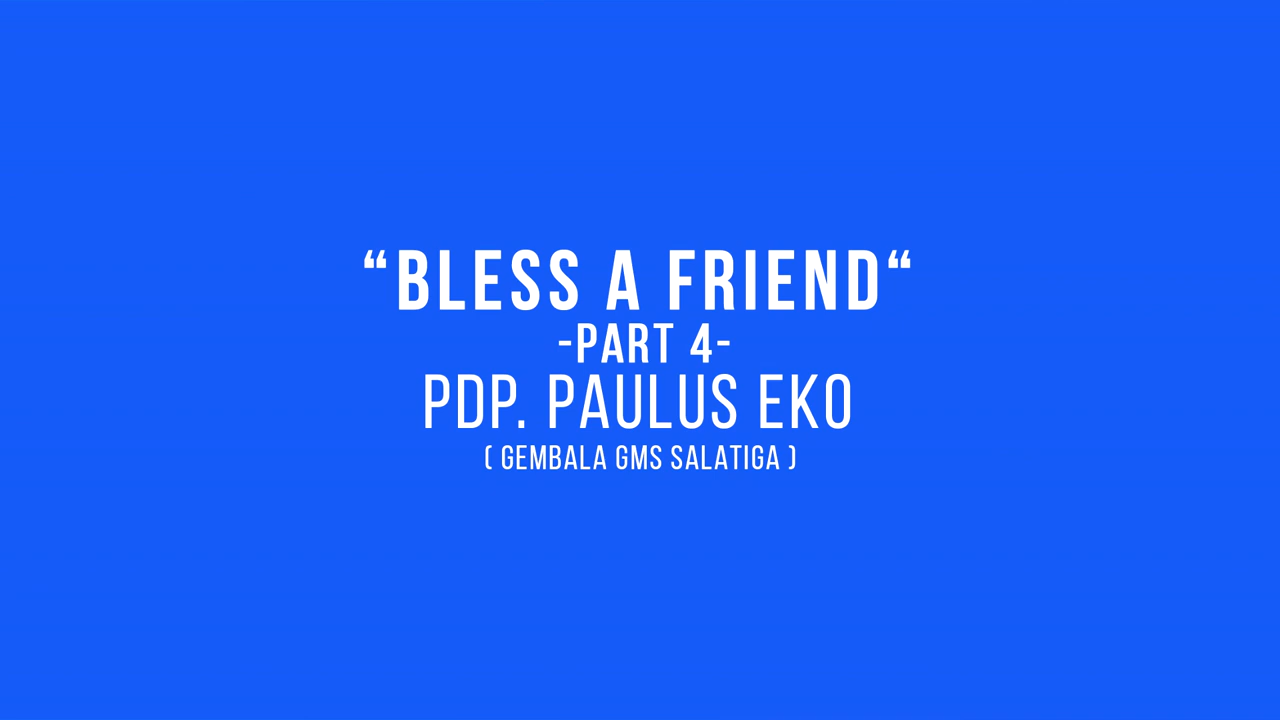 “BLESS A FRIEND“
-PART 4-
PDP. PAULUS EKO
( GEMBALA GMS SALATIGA )